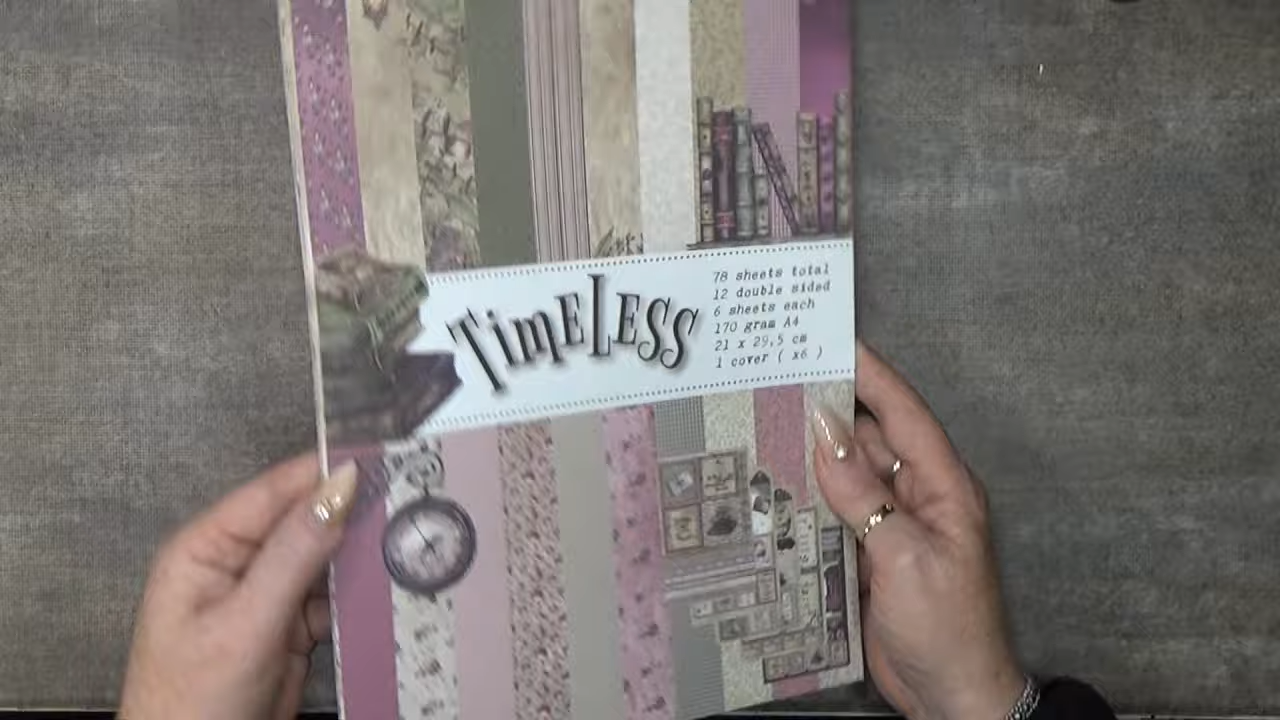 TimELESS
78 sheets total
12 double sided
6 sheets each
170 gram A4
21 x 29,5 cm
1 cover ( x6 )